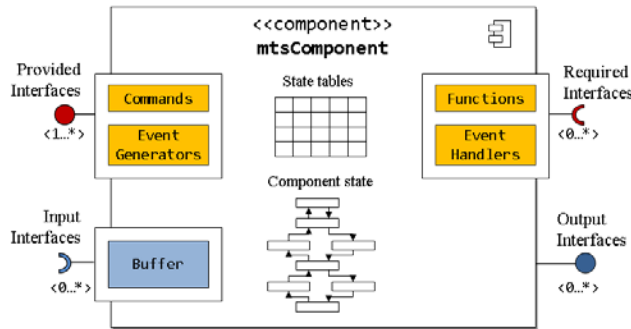 <<component>>
mtsComponent
Provided
Interfaces
<1…*>
Commands
Event
Generators
State tables
Functions
Event
Handlers
Required
Interfaces
<0…*>
Component state
Input
Interfaces
<0…*>
Buffer
Output
Interfaces
<0…*>